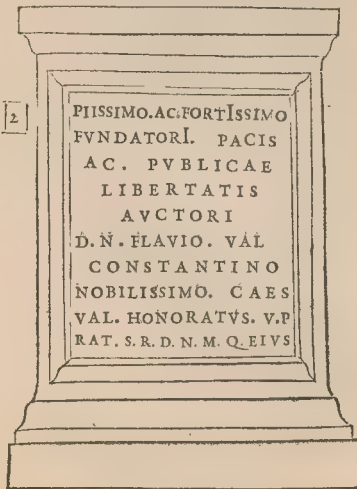 2
PIISSIMO. AC. FORTISSIMO
FVNDATORI. PACIS
AC. PVBLICAE
LIBERTATIS
AVCTORI
D. N. FLAVIO. VAL
CONSTANTINO
NOBILISSIMO. CAES
VAL. HONORATVS. V.P
RAT. S. R. D. N. M. Q. EIVS